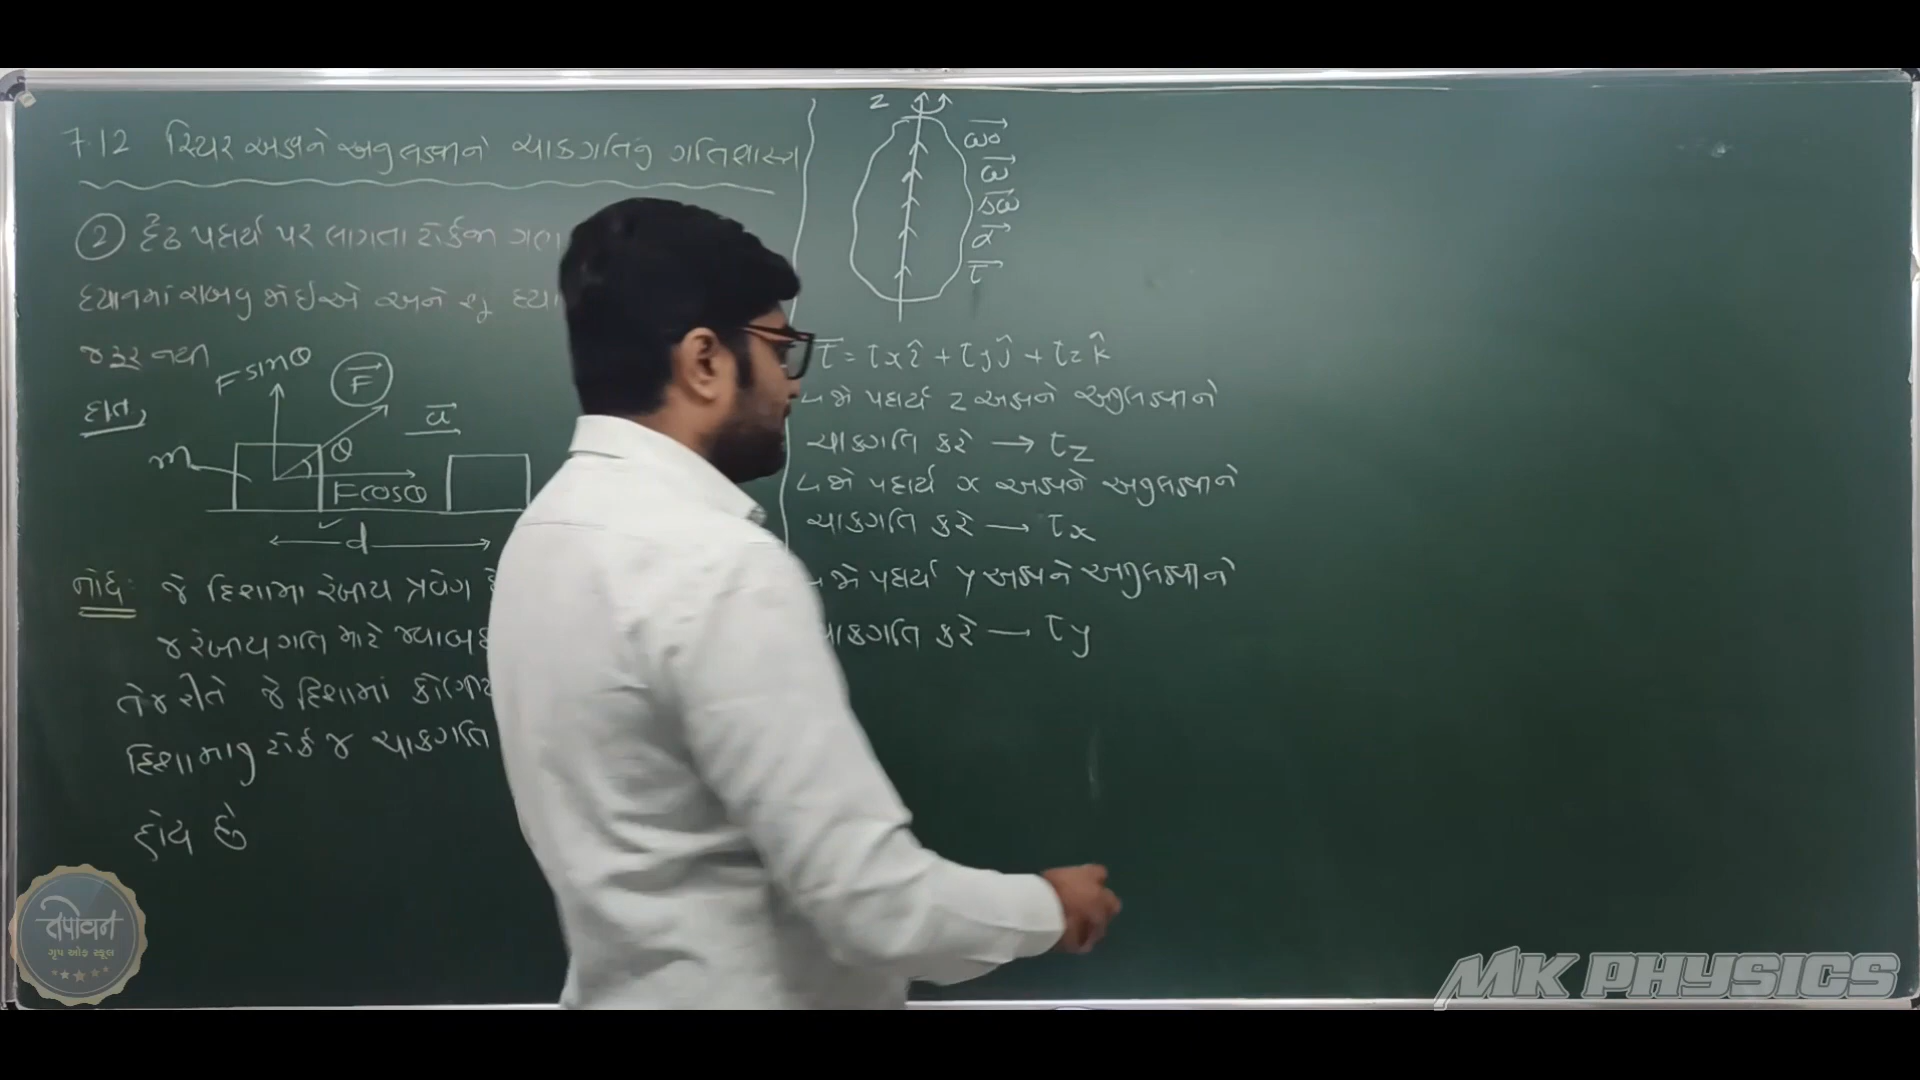 7.12 સ્થિર અક્ષને અનુલક્ષીને ચાકગતિનું ગતિશાસ્ત્ર
② દૃઢ પદાર્થ પર લાગતા ટૉર્કની
ધ્યાનમાં રાખવુ જોઇએ અને શુ
જરૂર નથી
F sinθ
F⃗
a⃗
m
θ
F cosθ
d
નોંધ: જે દિશામાં રેખીય પ્રવેગ
જ રેખીય ગતિ માટે જવાબદ
તેજ રીતે જે દિશામાં કોણીય
દિશામાનુ ટૉર્ક જ ચાકગતિ
હોય છે
z
ω⃗₀
ω⃗
Δω⃗
α⃗
τ⃗
τ⃗ = τx î + τy ĵ + τz k̂
જો પદાર્થ z અક્ષને અનુલક્ષીને
ચાકગતિ કરે → τz
જો પદાર્થ x અક્ષને અનુલક્ષીને
ચાકગતિ કરે → τx
જો પદાર્થ y અક્ષને અનુલક્ષીને
ચાકગતિ કરે → τy
તપોવન
ગૃપ ઓફ સ્કૂલ
MK PHYSICS